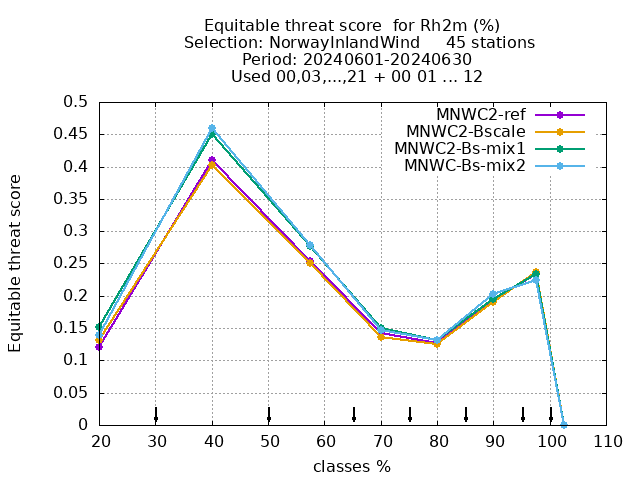 Equitable threat score  for Rh2m (%)
Selection: NorwayInlandWind     45 stations
Period: 20240601-20240630
Used 00,03,...,21 + 00 01 ... 12
MNWC2-ref
MNWC2-Bscale
MNWC2-Bs-mix1
MNWC-Bs-mix2
Equitable threat score
0.5
0.45
0.4
0.35
0.3
0.25
0.2
0.15
0.1
0.05
0
20 30 40 50 60 70 80 90 100 110
classes %